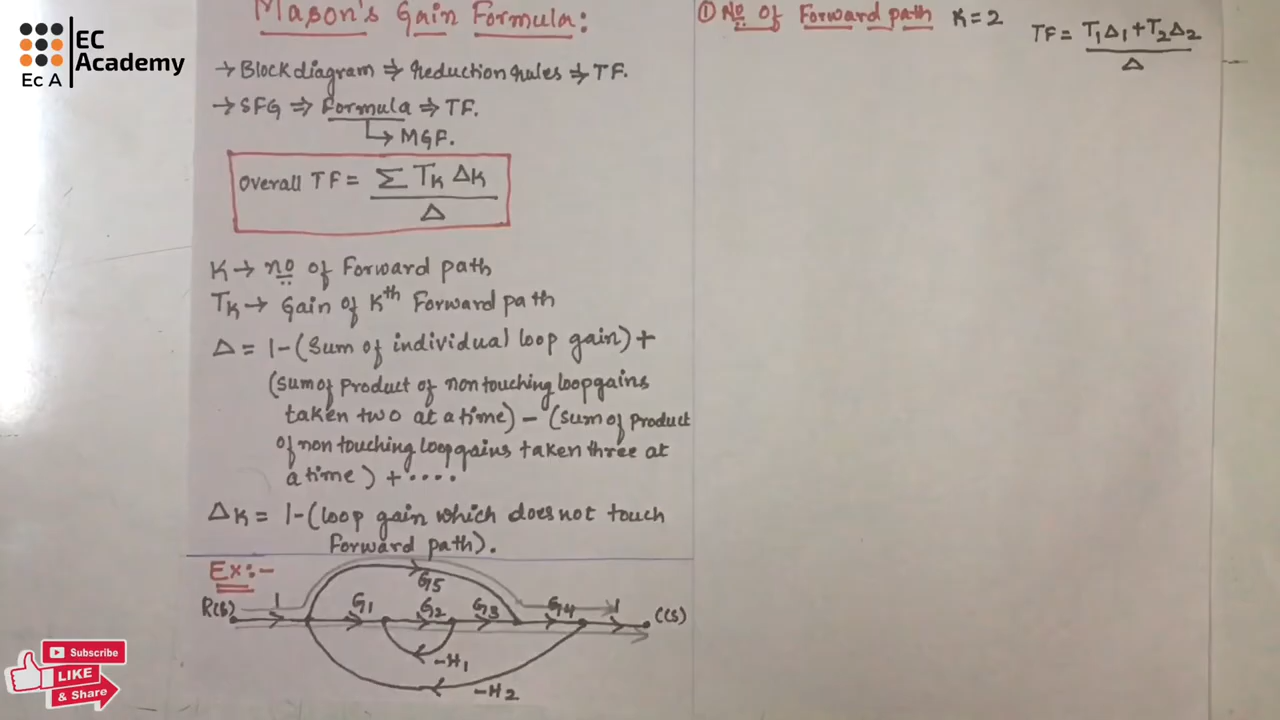 EC
Academy
Ec A
Mason's Gain Formula:
→ Block diagram ⇒ Reduction rules ⇒ TF.
→ SFG ⇒ Formula ⇒ TF.
↳ MGF.
Overall TF = Σ TK ΔK / Δ
K → no of Forward path
TK → Gain of Kth Forward path
Δ = 1-(Sum of individual loop gain) +
(sum of product of non touching loopgains
taken two at a time) - (sum of product
of non touching loopgains taken three at
a time) + ....
ΔK = 1-(loop gain which does not touch
Forward path).
Ex:-
G5
R(S) 1 G1 G2 G3 G4 1 C(S)
-H1
-H2
① No of Forward path K=2
TF = T1Δ1+T2Δ2 / Δ
Subscribe
LIKE
& Share